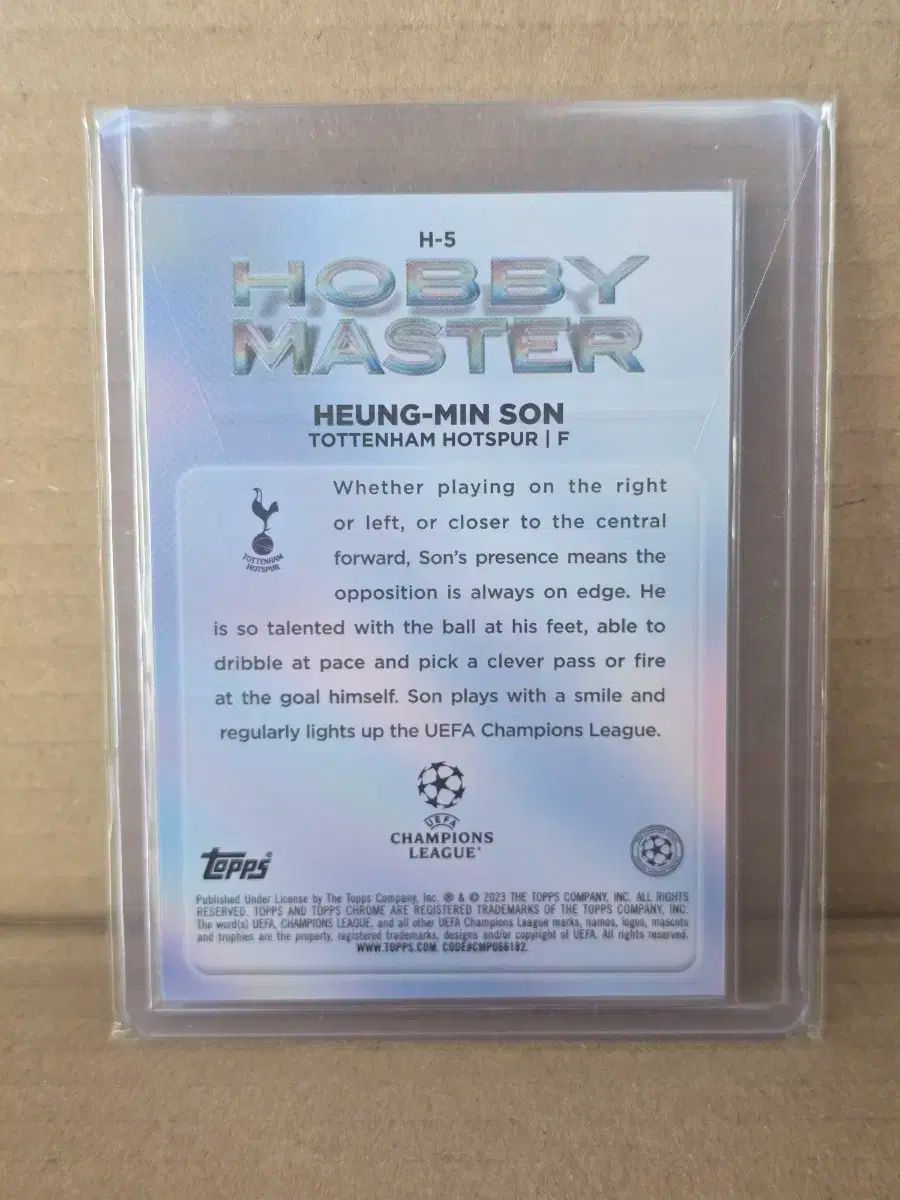 H-5
HOBBY
MASTER
HEUNG-MIN SON
TOTTENHAM HOTSPUR | F
Whether playing on the right
or left, or closer to the central
forward, Son's presence means the
opposition is always on edge. He
is so talented with the ball at his feet, able to
dribble at pace and pick a clever pass or fire
at the goal himself. Son plays with a smile and
regularly lights up the UEFA Champions League.
TOTTENHAM
HOTSPUR
UEFA
CHAMPIONS
LEAGUE
Topps®
Published Under License by The Topps Company, Inc. ® & © 2023 THE TOPPS COMPANY, INC. ALL RIGHTS
RESERVED. TOPPS AND TOPPS CHROME ARE REGISTERED TRADEMARKS OF THE TOPPS COMPANY, INC.
The word(s) UEFA, CHAMPIONS LEAGUE, and all other UEFA Champions League marks, names, logos, mascots
and trophies are the property, registered trademarks, designs and/or copyright of UEFA. All rights reserved.
WWW.TOPPS.COM. CODE#CMP066182